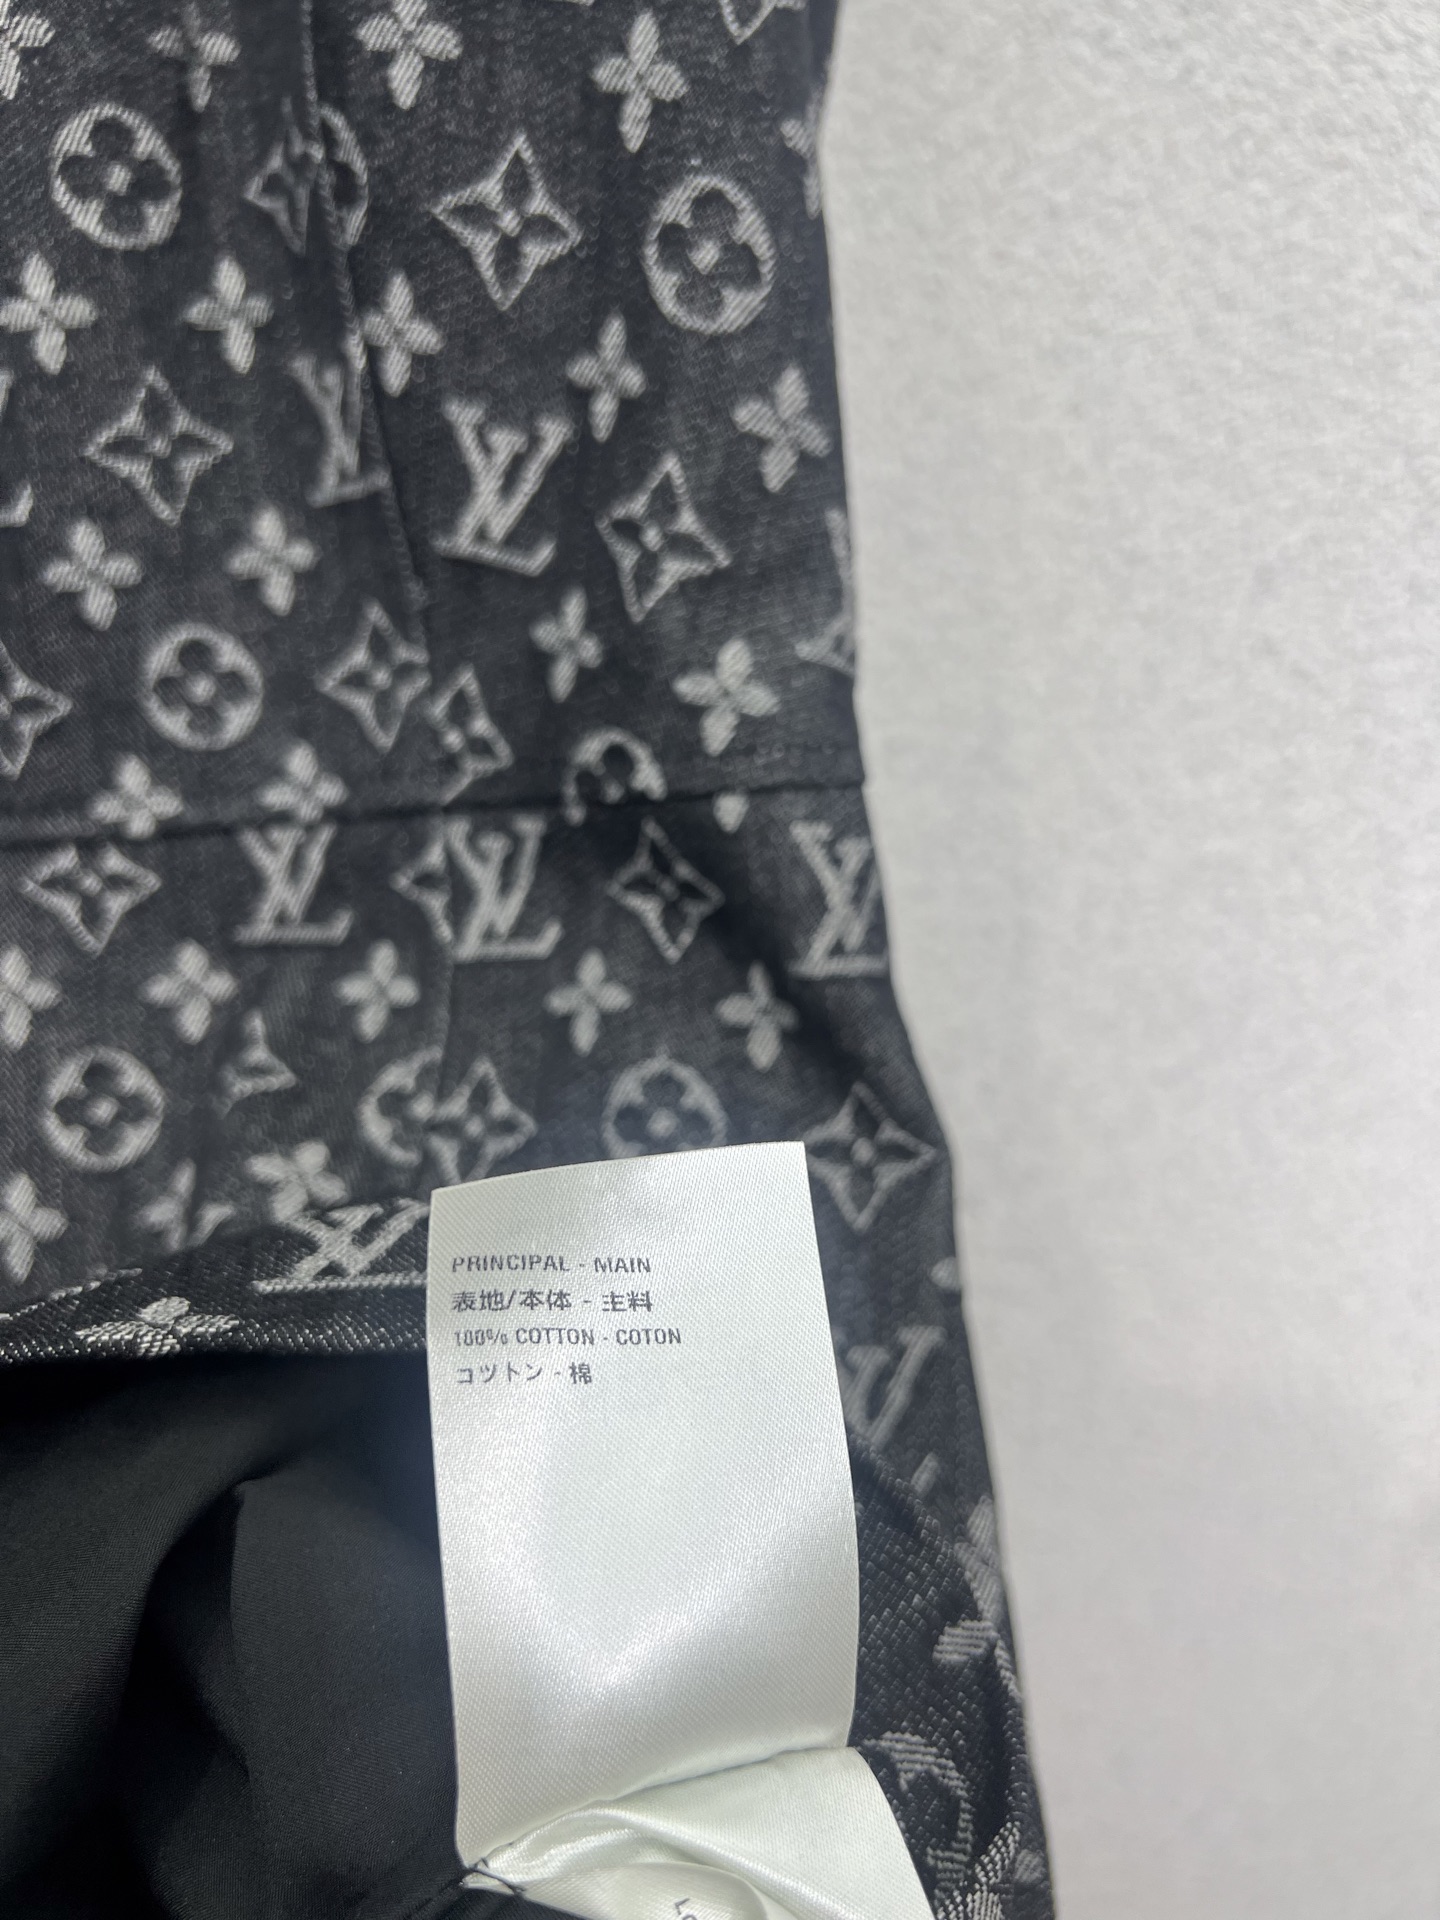 PRINCIPAL - MAIN
表地/本体 - 主料
100% COTTON - COTON
コットン - 棉